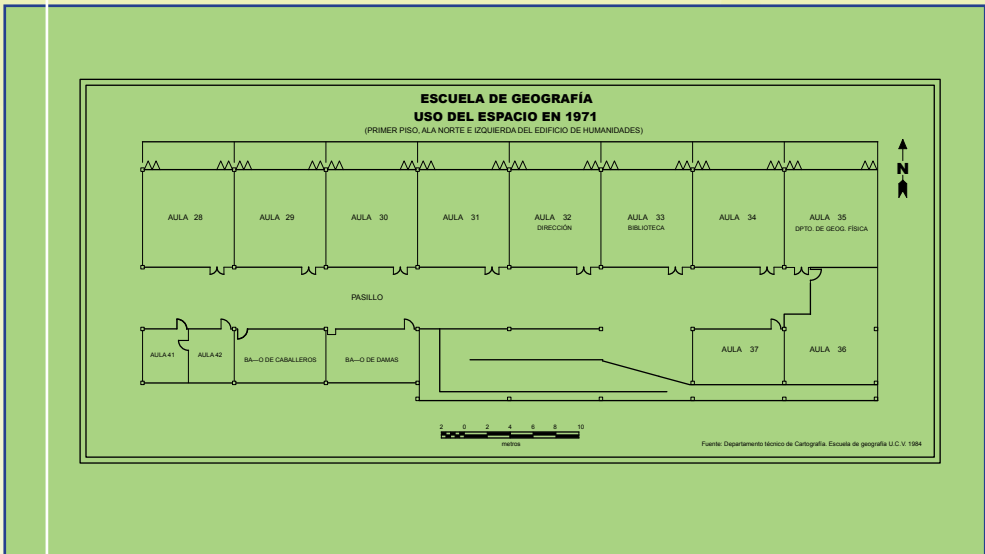 ESCUELA DE GEOGRAFÍA
USO DEL ESPACIO EN 1971
(PRIMER PISO, ALA NORTE E IZQUIERDA DEL EDIFICIO DE HUMANIDADES)
N
AULA 28
AULA 29
AULA 30
AULA 31
AULA 32
DIRECCIÓN
AULA 33
BIBLIOTECA
AULA 34
AULA 35
DPTO. DE GEOG. FÍSICA
PASILLO
AULA 41
AULA 42
BA—O DE CABALLEROS
BA—O DE DAMAS
AULA 37
AULA 36
2 0 2 4 6 8 10
metros
Fuente: Departamento técnico de Cartografía. Escuela de geografía U.C.V. 1984